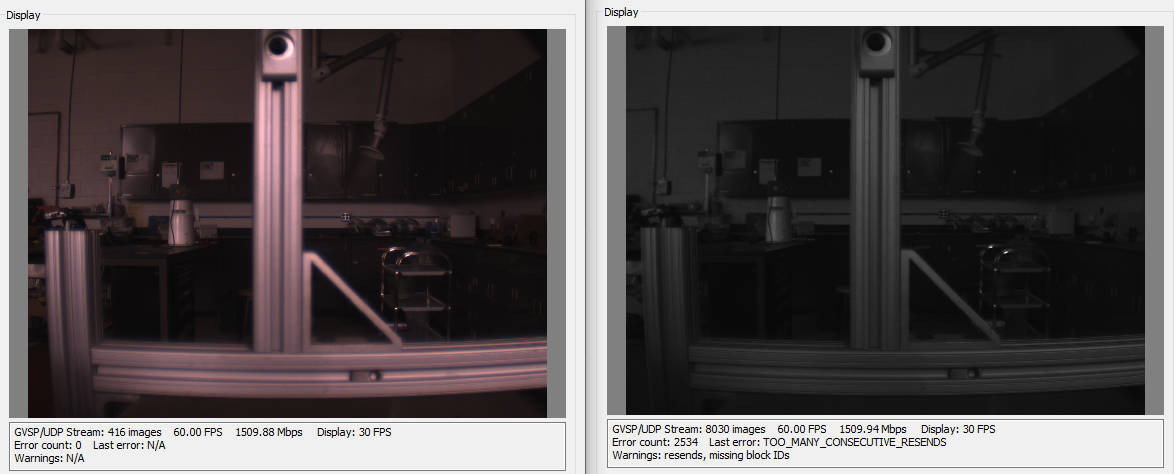 Display
GVSP/UDP Stream: 416 images 60.00 FPS 1509.88 Mbps Display: 30 FPS
Error count: 0 Last error: N/A
Warnings: N/A
Display
GVSP/UDP Stream: 8030 images 60.00 FPS 1509.94 Mbps Display: 30 FPS
Error count: 2534 Last error: TOO_MANY_CONSECUTIVE_RESENDS
Warnings: resends, missing block IDs